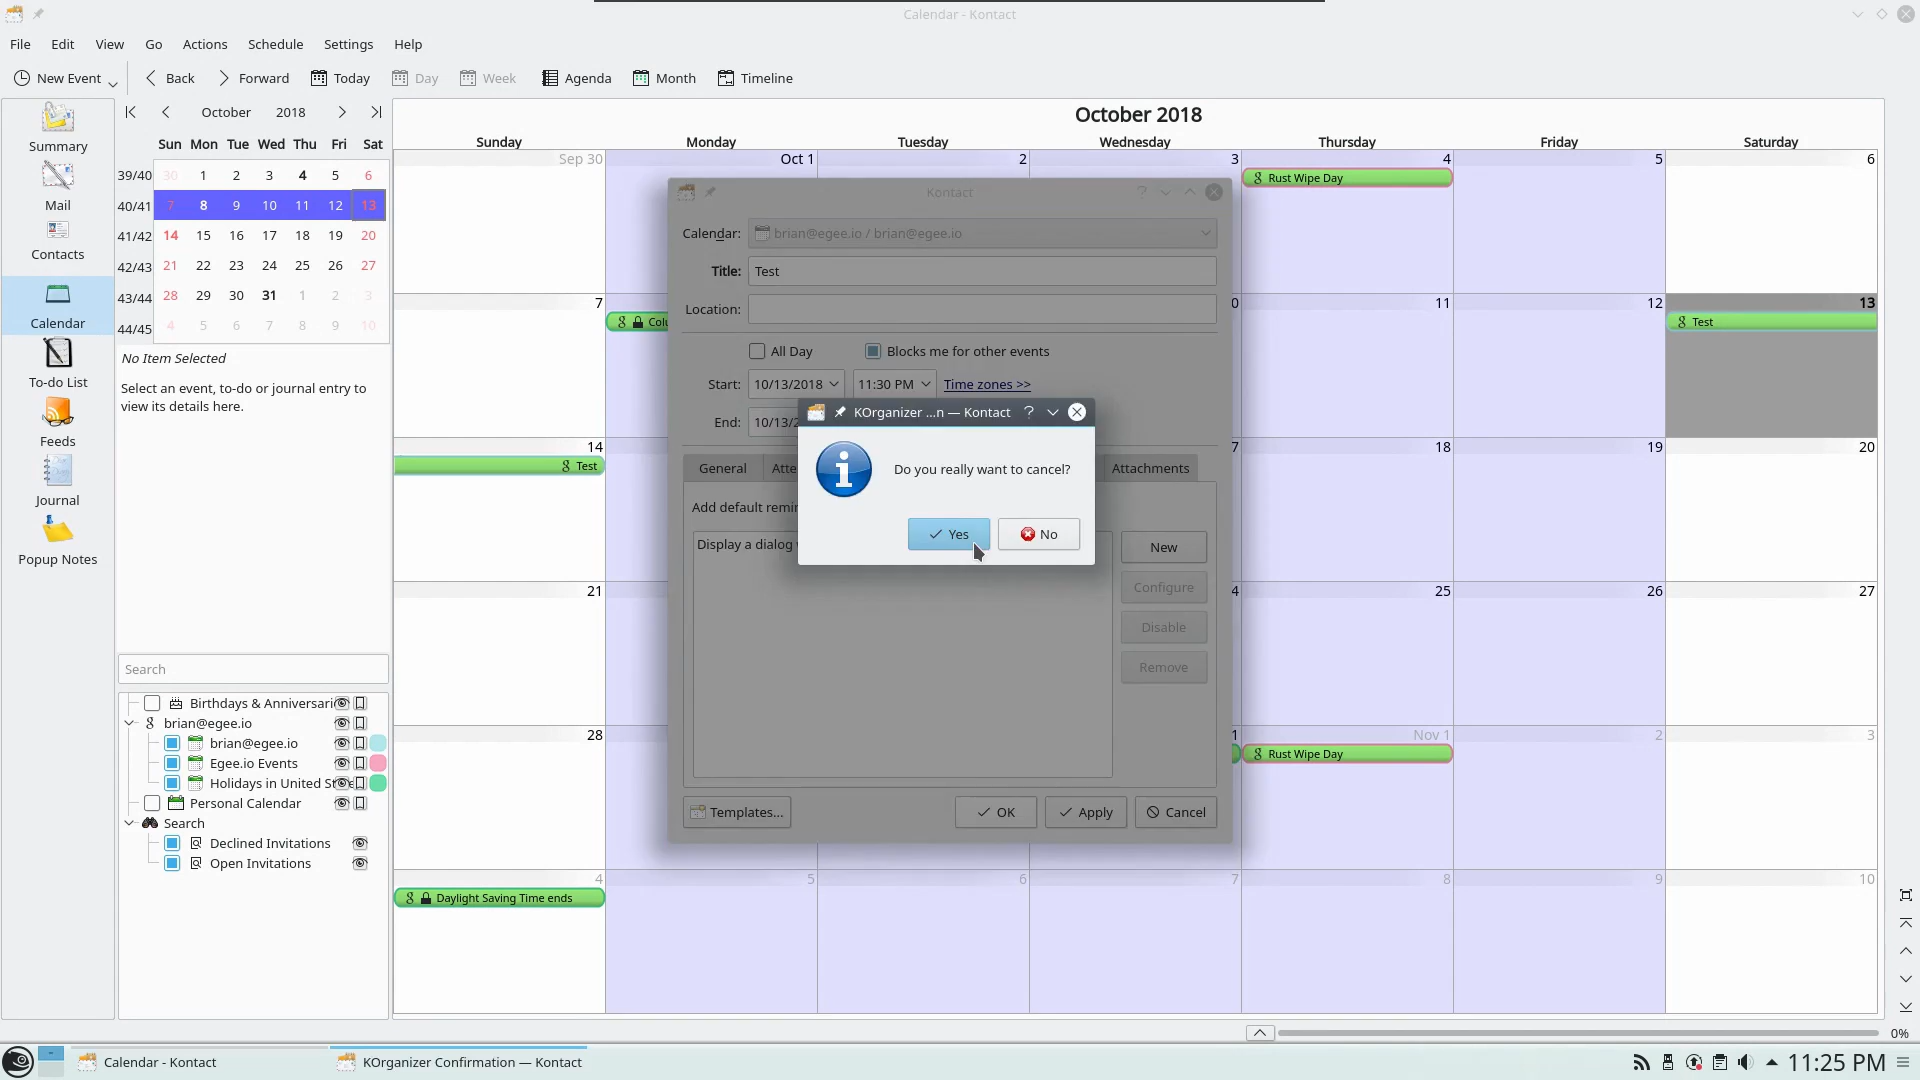 Calendar - Kontact
File Edit View Go Actions Schedule Settings Help
New Event Back Forward Today Day Week Agenda Month Timeline
Summary
Mail
Contacts
Calendar
To-do List
Feeds
Journal
Popup Notes
October 2018
Sun Mon Tue Wed Thu Fri Sat
39/40 30 1 2 3 4 5 6
40/41 7 8 9 10 11 12 13
41/42 14 15 16 17 18 19 20
42/43 21 22 23 24 25 26 27
43/44 28 29 30 31 1 2 3
44/45 4 5 6 7 8 9 10
No Item Selected
Select an event, to-do or journal entry to
view its details here.
Search
Birthdays & Anniversari
brian@egee.io
brian@egee.io
Egee.io Events
Holidays in United St
Personal Calendar
Search
Declined Invitations
Open Invitations
October 2018
Sunday Monday Tuesday Wednesday Thursday Friday Saturday
Sep 30 Oct 1 2 3 4 5 6
Rust Wipe Day
7 0 11 12 13
Colu
Test
14 7 18 19 20
Test
21 4 25 26 27
28 1 Nov 1 2 3
Rust Wipe Day
4 5 6 7 8 9 10
Daylight Saving Time ends
Kontact
Calendar: brian@egee.io / brian@egee.io
Title: Test
Location:
All Day Blocks me for other events
Start: 10/13/2018 11:30 PM Time zones >>
End: 10/13/2
General Atte Attachments
Add default remin
Display a dialog
New
Configure
Disable
Remove
Templates... OK Apply Cancel
KOrganizer ...n — Kontact
Do you really want to cancel?
Yes No
0%
Calendar - Kontact KOrganizer Confirmation — Kontact 11:25 PM